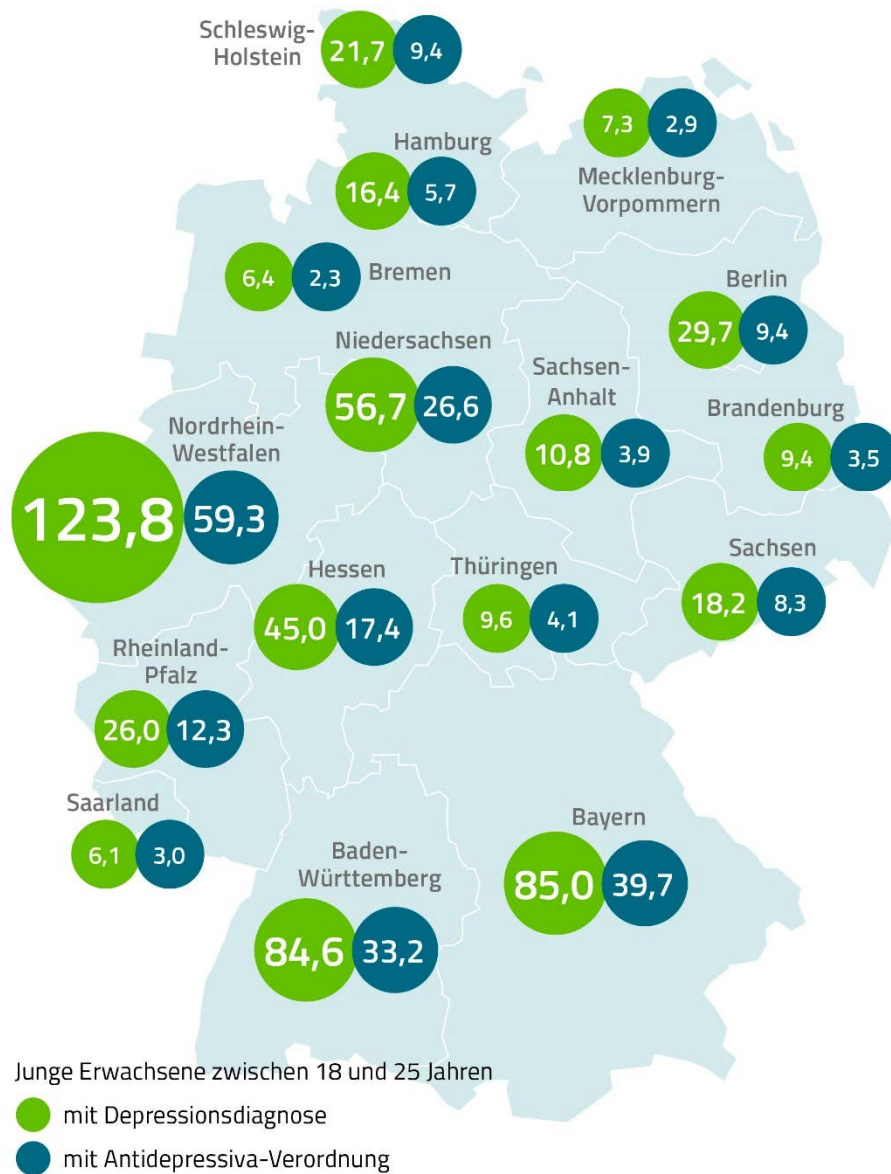 Schleswig-
Holstein
21,7
9,4
7,3
2,9
Mecklenburg-
Vorpommern
Hamburg
16,4
5,7
6,4
2,3
Bremen
Berlin
29,7
9,4
Niedersachsen
56,7
26,6
Sachsen-
Anhalt
10,8
3,9
Brandenburg
9,4
3,5
Nordrhein-
Westfalen
123,8
59,3
Hessen
45,0
17,4
Thüringen
9,6
4,1
Sachsen
18,2
8,3
Rheinland-
Pfalz
26,0
12,3
Saarland
6,1
3,0
Baden-
Württemberg
84,6
33,2
Bayern
85,0
39,7
Junge Erwachsene zwischen 18 und 25 Jahren
mit Depressionsdiagnose
mit Antidepressiva-Verordnung